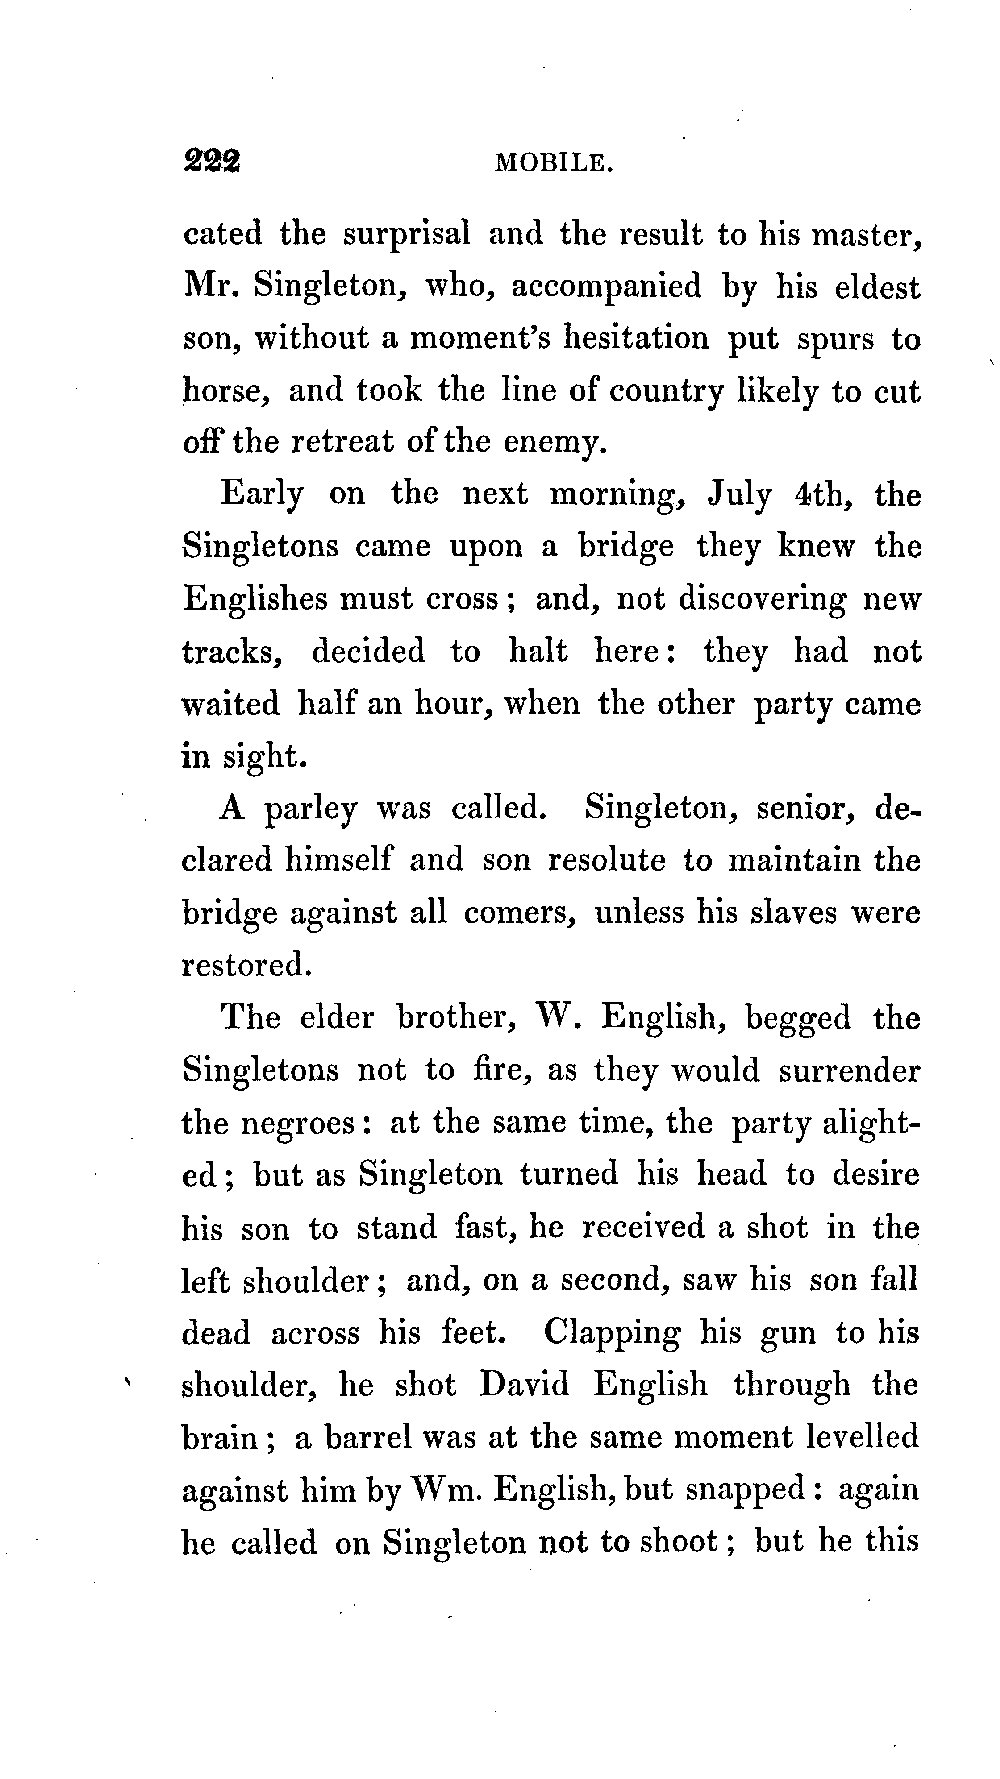 222 MOBILE.
cated the surprisal and the result to his master,
Mr. Singleton, who, accompanied by his eldest
son, without a moment's hesitation put spurs to
horse, and took the line of country likely to cut
off the retreat of the enemy.
Early on the next morning, July 4th, the
Singletons came upon a bridge they knew the
Englishes must cross; and, not discovering new
tracks, decided to halt here: they had not
waited half an hour, when the other party came
in sight.
A parley was called. Singleton, senior, de-
clared himself and son resolute to maintain the
bridge against all comers, unless his slaves were
restored.
The elder brother, W. English, begged the
Singletons not to fire, as they would surrender
the negroes: at the same time, the party alight-
ed; but as Singleton turned his head to desire
his son to stand fast, he received a shot in the
left shoulder; and, on a second, saw his son fall
dead across his feet. Clapping his gun to his
shoulder, he shot David English through the
brain; a barrel was at the same moment levelled
against him by Wm. English, but snapped: again
he called on Singleton not to shoot; but he this